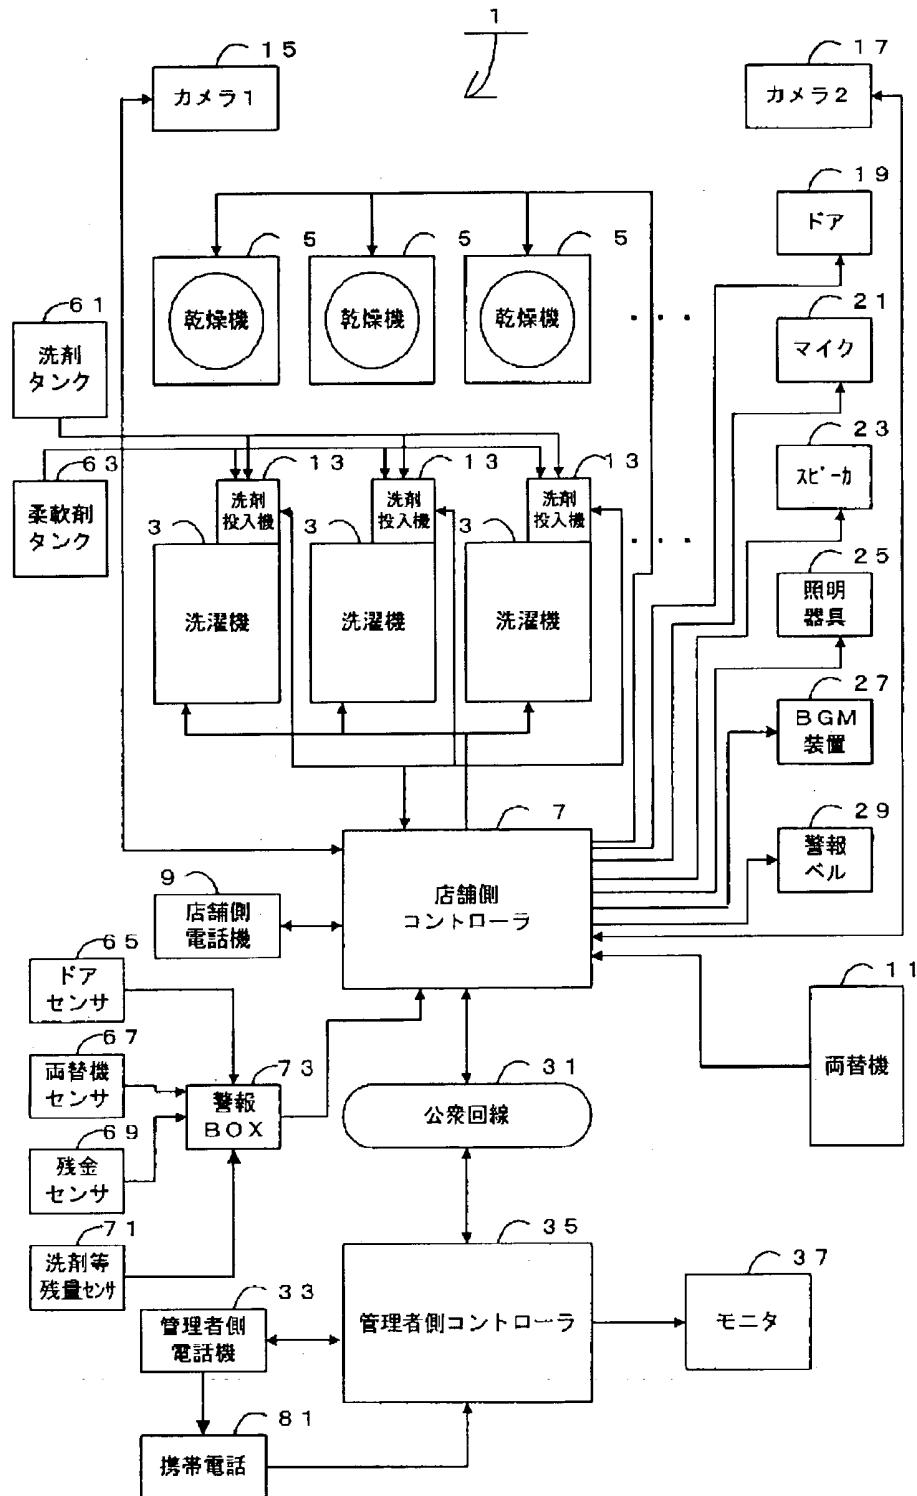 1
15
カメラ1
17
カメラ2
19
ドア
5
5
5
乾燥機
乾燥機
乾燥機
・・・
61
洗剤
タンク
21
マイク
63
柔軟剤
タンク
13
13
13
洗剤
投入機
洗剤
投入機
洗剤
投入機
23
スピーカ
3
3
3
・・・
洗濯機
洗濯機
洗濯機
25
照明
器具
27
BGM
装置
7
店舗側
コントローラ
29
警報
ベル
9
店舗側
電話機
65
ドア
センサ
67
両替機
センサ
73
警報
BOX
69
残金
センサ
71
洗剤等
残量センサ
11
両替機
31
公衆回線
35
管理者側コントローラ
37
モニタ
33
管理者側
電話機
81
携帯電話